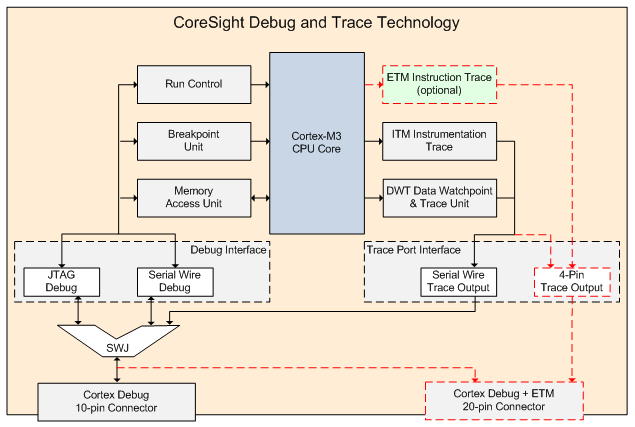 CoreSight Debug and Trace Technology
Run Control
Breakpoint
Unit
Memory
Access Unit
Cortex-M3
CPU Core
ETM Instruction Trace
(optional)
ITM Instrumentation
Trace
DWT Data Watchpoint
& Trace Unit
Debug Interface
JTAG
Debug
Serial Wire
Debug
Trace Port Interface
Serial Wire
Trace Output
4-Pin
Trace Output
SWJ
Cortex Debug
10-pin Connector
Cortex Debug + ETM
20-pin Connector